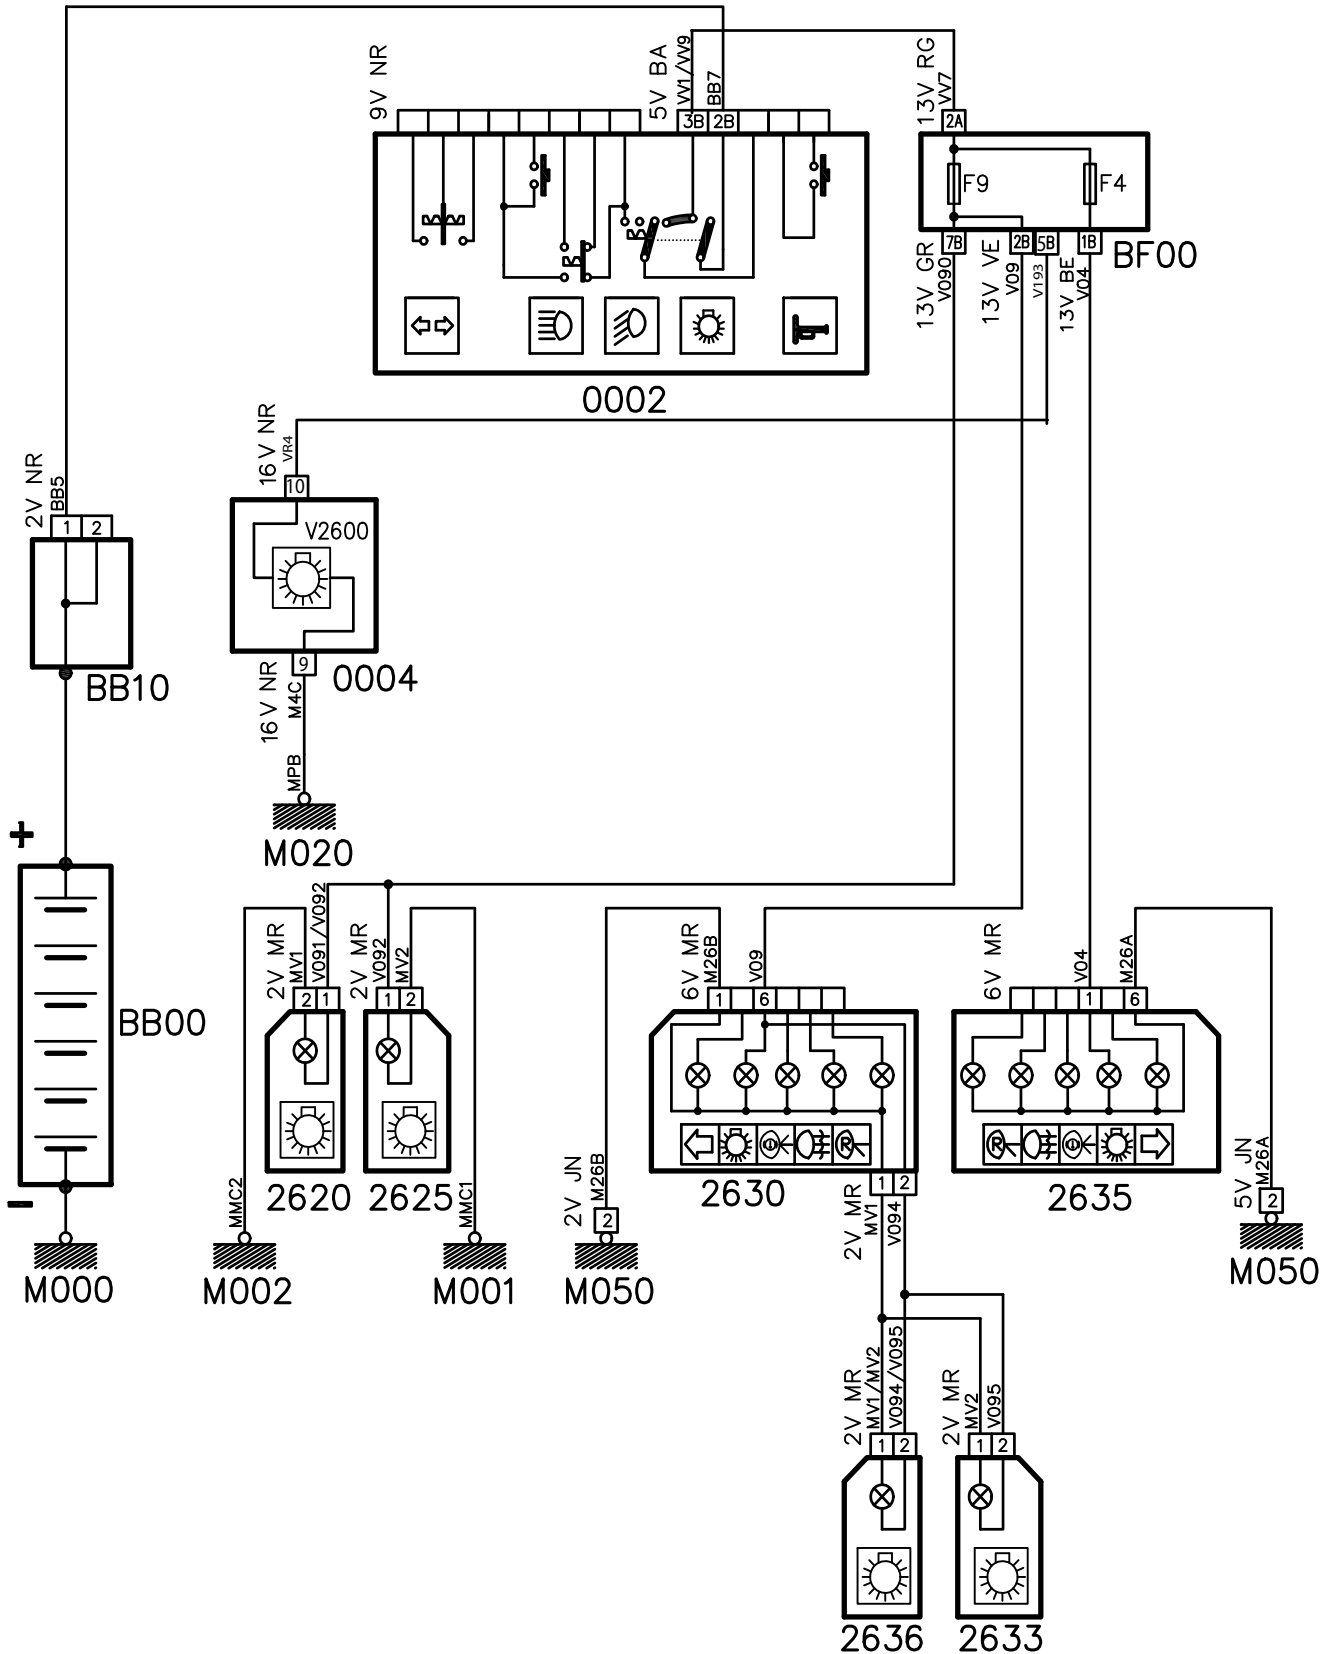 9V NR
5V BA
VV1/VV9
BB7
13V RG
VV7
3B
2B
2A
F9
F4
7B
2B
5B
1B
BF00
13V GR
V090
13V VE
V09
V193
13V BE
V04
0002
16V NR
VR4
10
V2600
2V NR
BB5
1
2
BB10
9
0004
16V NR
M4C
MPB
M020
+
BB00
-
M000
2V MR
MV1
V091/V092
2V MR
V092
MV2
2
1
1
2
2620
2625
MMC2
MMC1
M002
M001
6V MR
M26B
V09
1
6
R
2630
2V JN
M26B
2
M050
6V MR
V04
M26A
1
6
R
2635
5V JN
M26A
2
M050
1
2
2V MR
MV1
V094
2V MR
MV1/MV2
V094/V095
2V MR
MV2
V095
1
2
1
2
2636
2633